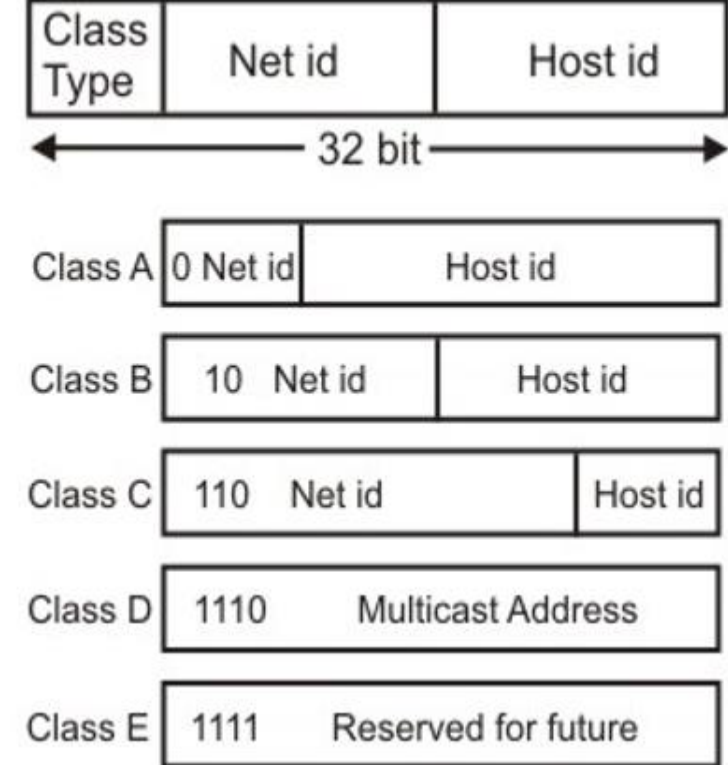 Class Type Net id Host id
32 bit
Class A 0 Net id Host id
Class B 10 Net id Host id
Class C 110 Net id Host id
Class D 1110 Multicast Address
Class E 1111 Reserved for future